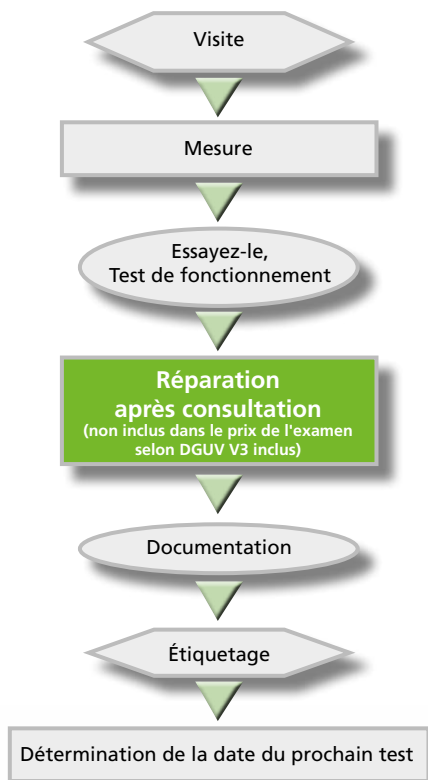 Visite
Mesure
Essayez-le,
Test de fonctionnement
Réparation
après consultation
(non inclus dans le prix de l'examen
selon DGUV V3 inclus)
Documentation
Étiquetage
Détermination de la date du prochain test